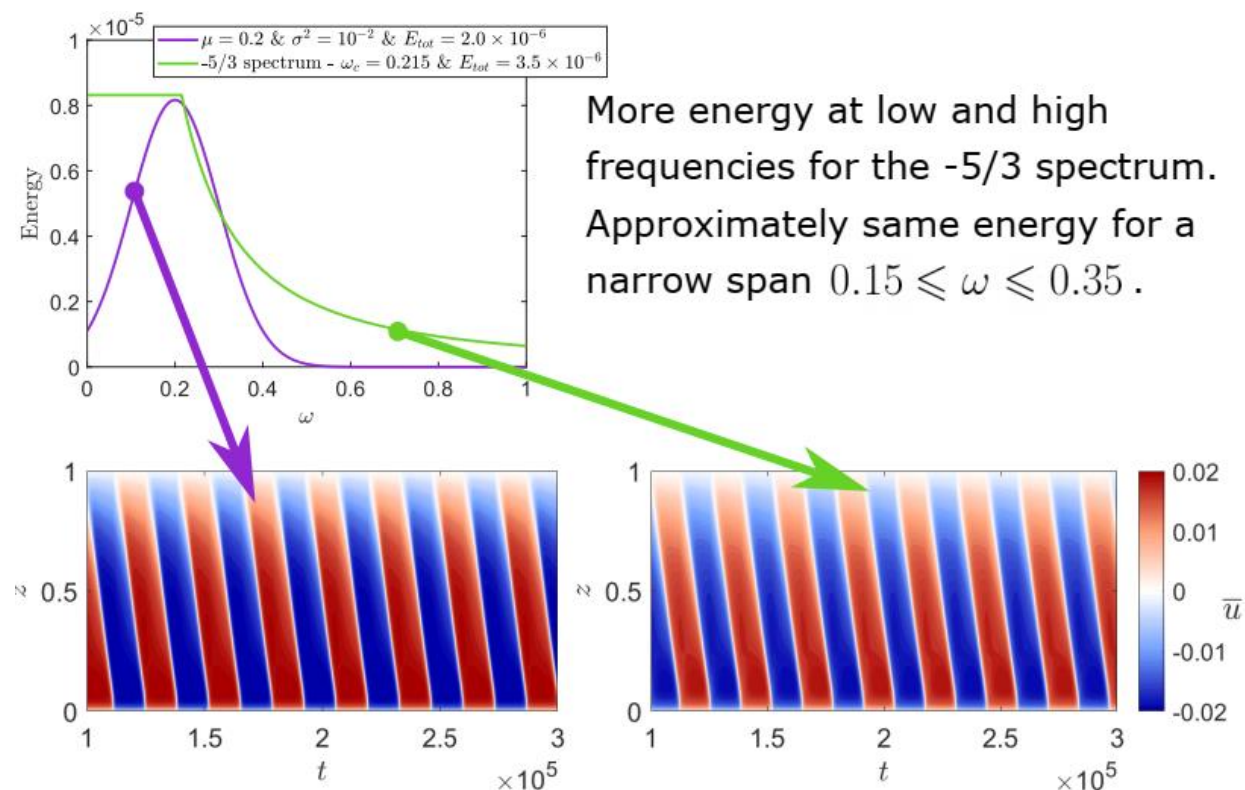 ×10^-5
μ = 0.2 & σ² = 10^-2 & E_tot = 2.0 × 10^-6
-5/3 spectrum - ω_c = 0.215 & E_tot = 3.5 × 10^-6
1
0.8
0.6
0.4
0.2
0
Energy
0 0.2 0.4 0.6 0.8 1
ω
More energy at low and high
frequencies for the -5/3 spectrum.
Approximately same energy for a
narrow span 0.15 ⩽ ω ⩽ 0.35 .
1
0.5
0
z
1 1.5 2 2.5 3
t
×10^5
1
0.5
0
z
1 1.5 2 2.5 3
t
×10^5
0.02
0.01
0
-0.01
-0.02
u̅